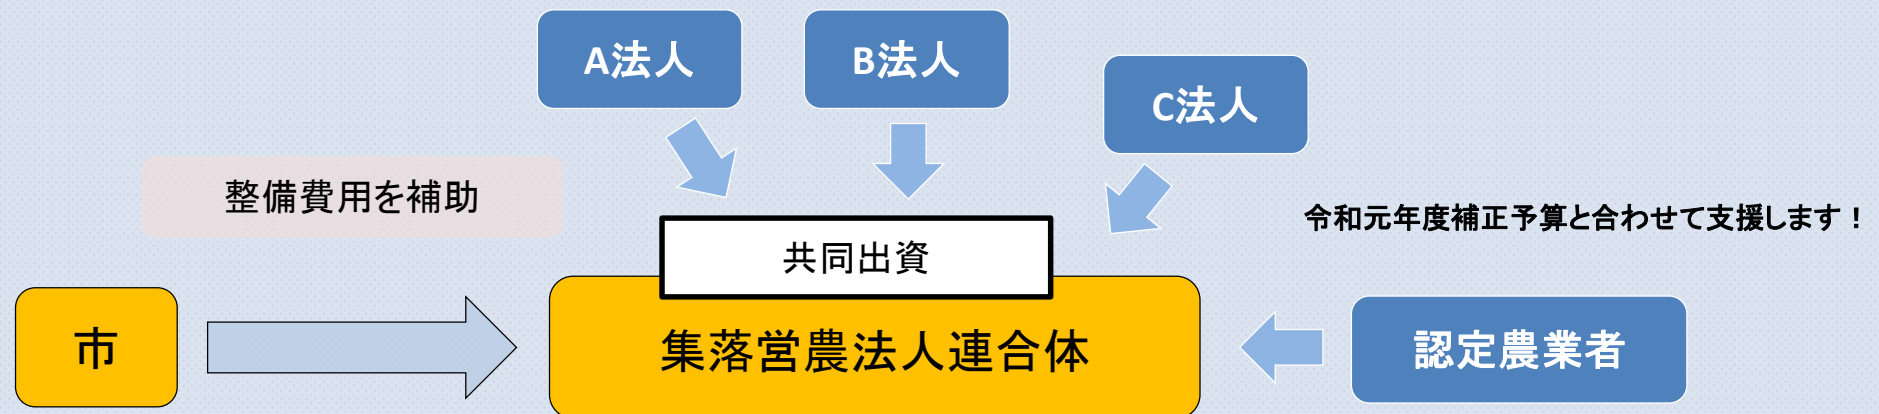 A法人
B法人
C法人
整備費用を補助
令和元年度補正予算と合わせて支援します！
共同出資
市
集落営農法人連合体
認定農業者